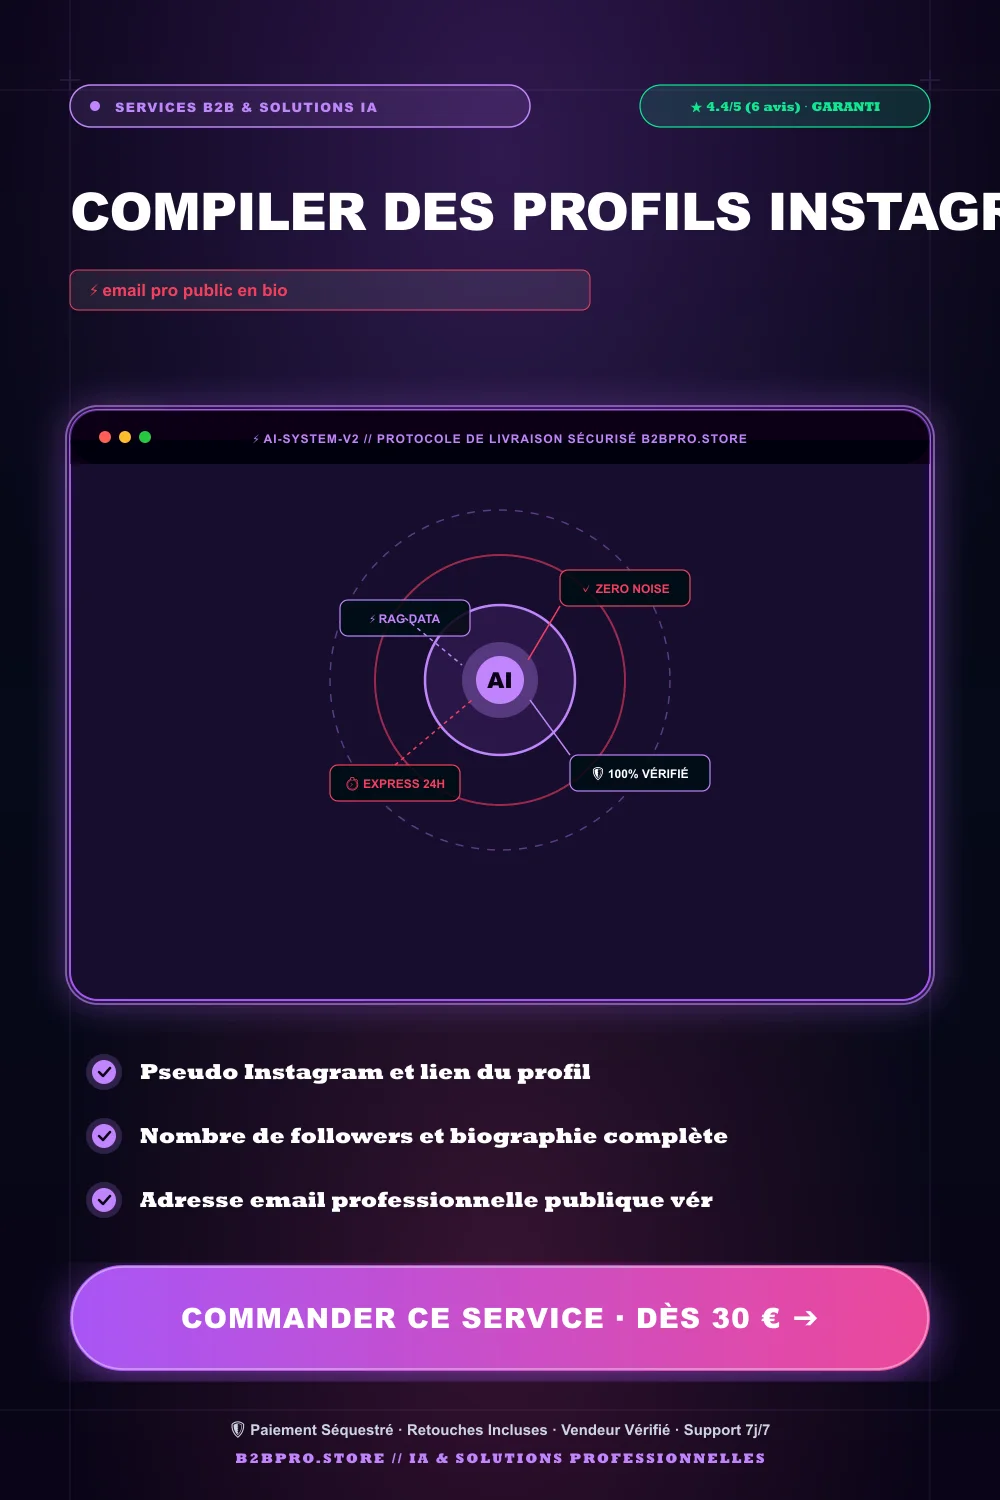 SERVICES B2B & SOLUTIONS IA
★ 4.4/5 (6 avis) · GARANTI
COMPILER DES PROFILS INSTAGR
⚡ email pro public en bio
⚡ AI-SYSTEM-V2 // PROTOCOLE DE LIVRAISON SÉCURISÉ B2BPRO.STORE
✓ ZERO NOISE
⚡ RAG DATA
AI
🛡 100% VÉRIFIÉ
⏱ EXPRESS 24H
Pseudo Instagram et lien du profil
Nombre de followers et biographie complète
Adresse email professionnelle publique vér
COMMANDER CE SERVICE · DÈS 30 € ➔
🛡 Paiement Séquestré · Retouches Incluses · Vendeur Vérifié · Support 7j/7
B2BPRO.STORE // IA & SOLUTIONS PROFESSIONNELLES